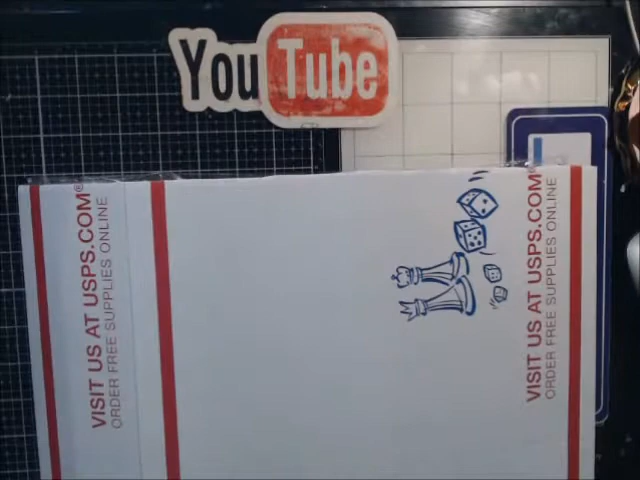 YouTube
VISIT US AT USPS.COM®
ORDER FREE SUPPLIES ONLINE
VISIT US AT USPS.COM®
ORDER FREE SUPPLIES ONLINE